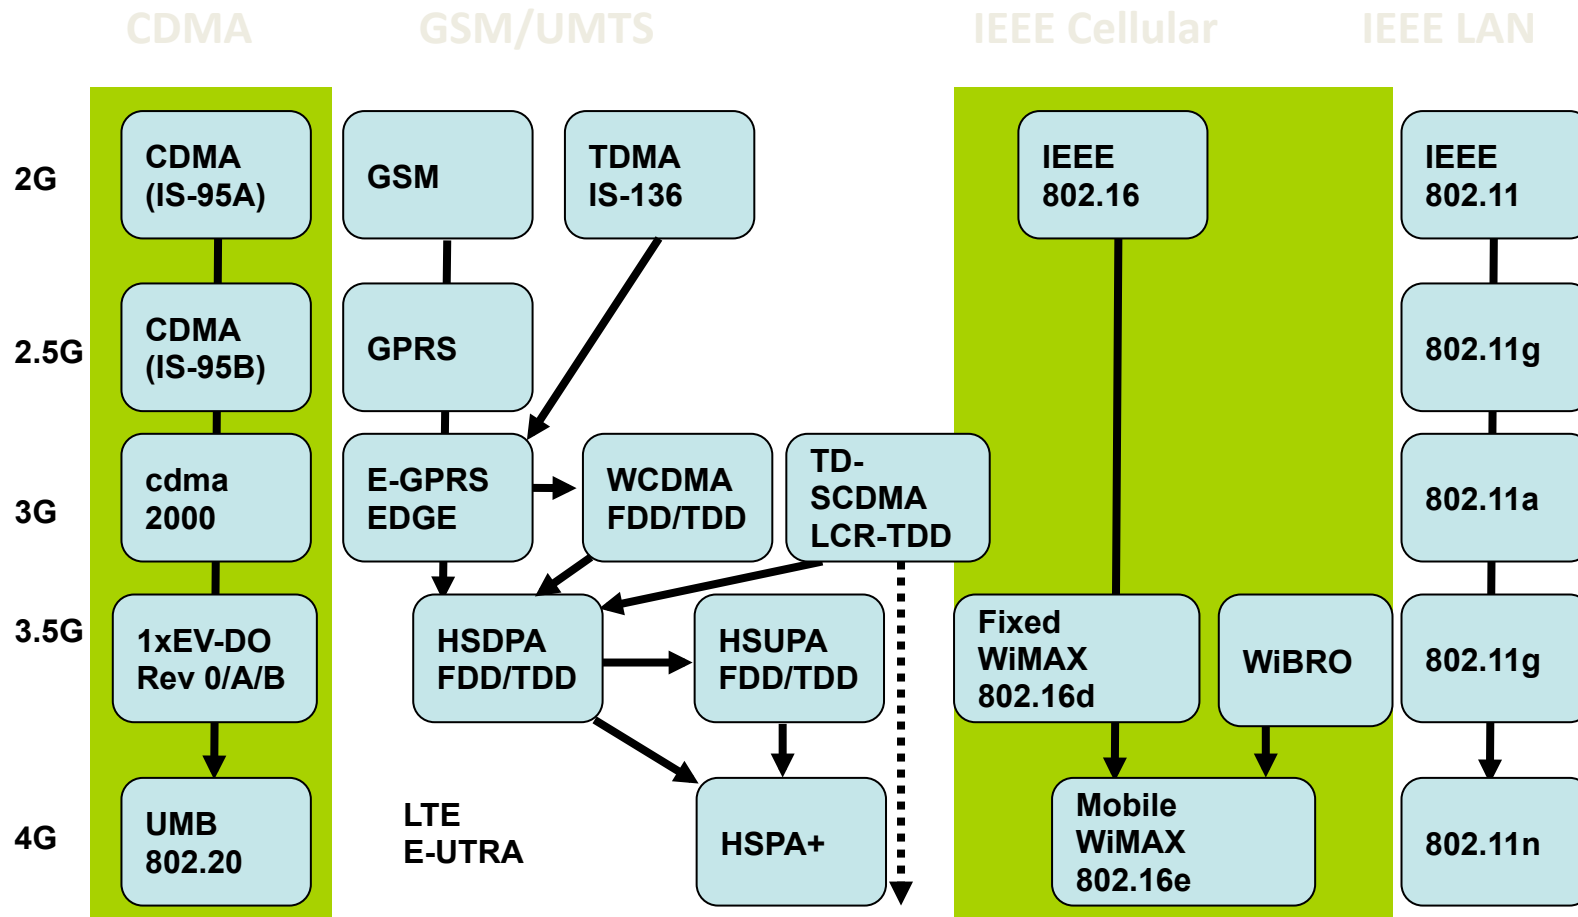 CDMA
GSM/UMTS
IEEE Cellular
IEEE LAN
2G
CDMA
(IS-95A)
GSM
TDMA
IS-136
IEEE
802.16
IEEE
802.11
2.5G
CDMA
(IS-95B)
GPRS
802.11g
3G
cdma
2000
E-GPRS
EDGE
WCDMA
FDD/TDD
TD-
SCDMA
LCR-TDD
802.11a
3.5G
1xEV-DO
Rev 0/A/B
HSDPA
FDD/TDD
HSUPA
FDD/TDD
Fixed
WiMAX
802.16d
WiBRO
802.11g
4G
UMB
802.20
LTE
E-UTRA
HSPA+
Mobile
WiMAX
802.16e
802.11n